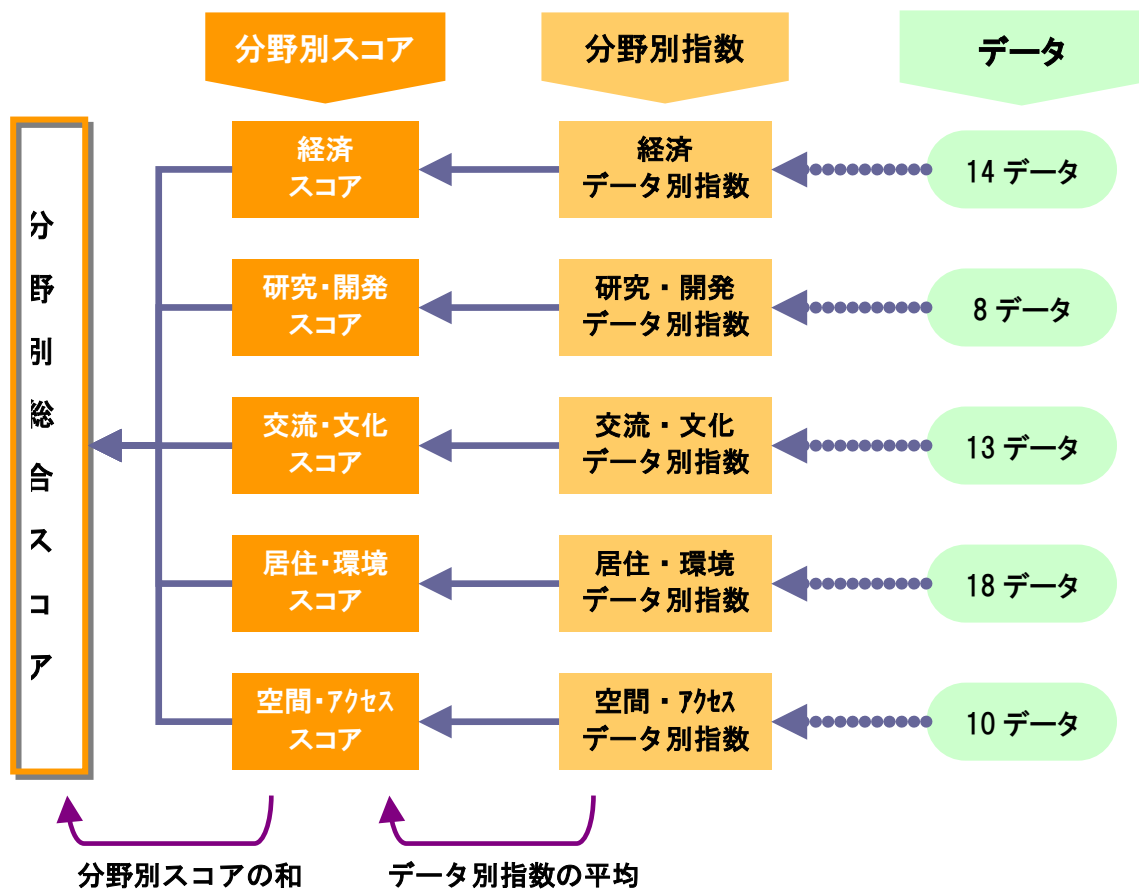 分野別スコア
分野別指数
データ
分野別総合スコア
経済
スコア
経済
データ別指数
14 データ
研究・開発
スコア
研究・開発
データ別指数
8 データ
交流・文化
スコア
交流・文化
データ別指数
13 データ
居住・環境
スコア
居住・環境
データ別指数
18 データ
空間・アクセス
スコア
空間・アクセス
データ別指数
10 データ
分野別スコアの和
データ別指数の平均